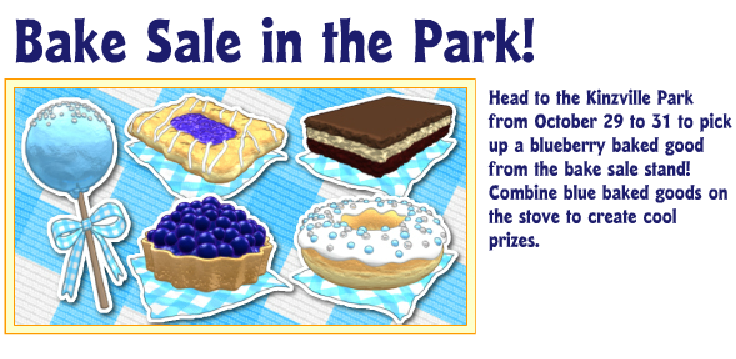 Bake Sale in the Park!
Head to the Kinzville Park
from October 29 to 31 to pick
up a blueberry baked good
from the bake sale stand!
Combine blue baked goods on
the stove to create cool
prizes.